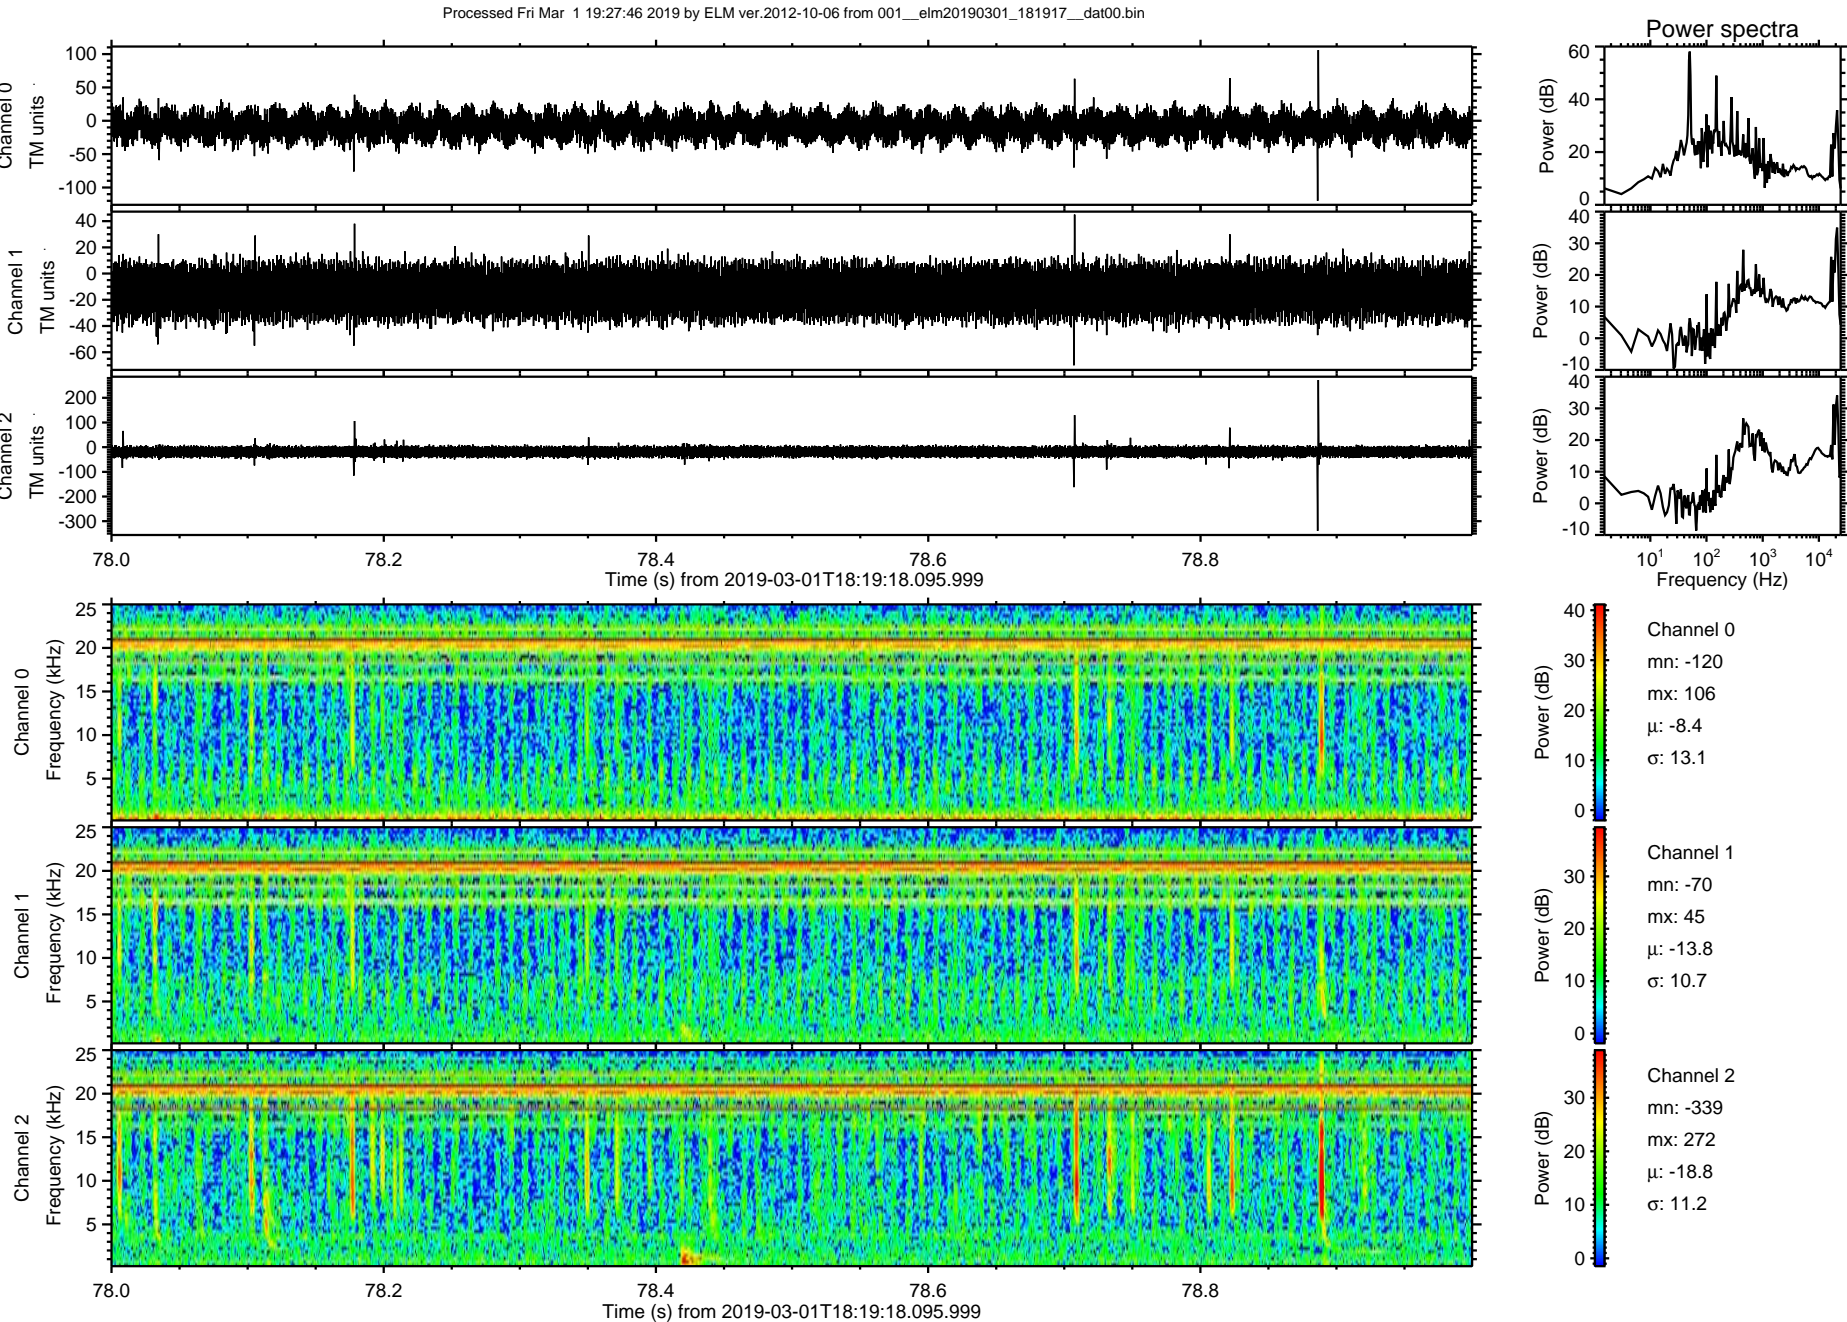 Processed Fri Mar 1 19:27:46 2019 by ELM ver.2012-10-06 from 001__elm20190301_181917__dat00.bin
Power spectra
Channel 0
TM units
100
50
0
-50
-100
Power (dB)
60
40
20
0
Channel 1
TM units
40
20
0
-20
-40
-60
Power (dB)
40
30
20
10
0
-10
Channel 2
TM units
200
100
0
-100
-200
-300
Power (dB)
40
30
20
10
0
-10
78.0 78.2 78.4 78.6 78.8
Time (s) from 2019-03-01T18:19:18.095.999
10^1 10^2 10^3 10^4
Frequency (Hz)
Channel 0
Frequency (kHz)
25
20
15
10
5
Power (dB)
40
30
20
10
0
Channel 0
mn: -120
mx: 106
μ: -8.4
σ: 13.1
Channel 1
Frequency (kHz)
25
20
15
10
5
Power (dB)
30
20
10
0
Channel 1
mn: -70
mx: 45
μ: -13.8
σ: 10.7
Channel 2
Frequency (kHz)
25
20
15
10
5
Power (dB)
30
20
10
0
Channel 2
mn: -339
mx: 272
μ: -18.8
σ: 11.2
78.0 78.2 78.4 78.6 78.8
Time (s) from 2019-03-01T18:19:18.095.999